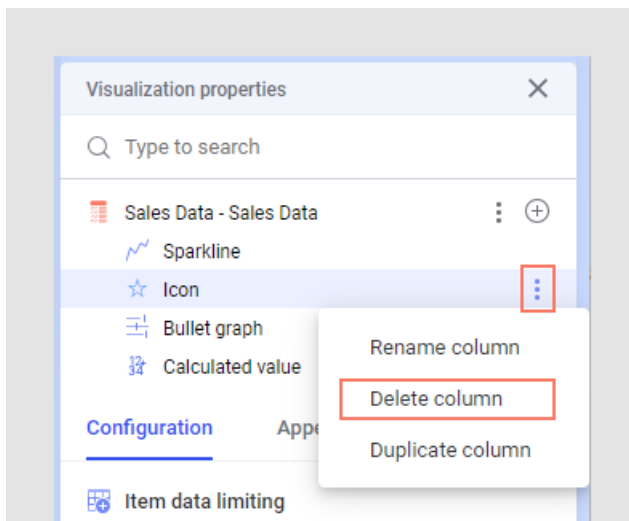 Visualization properties
Type to search
Sales Data - Sales Data
Sparkline
Icon
Bullet graph
Calculated value
Rename column
Delete column
Duplicate column
Configuration
Item data limiting